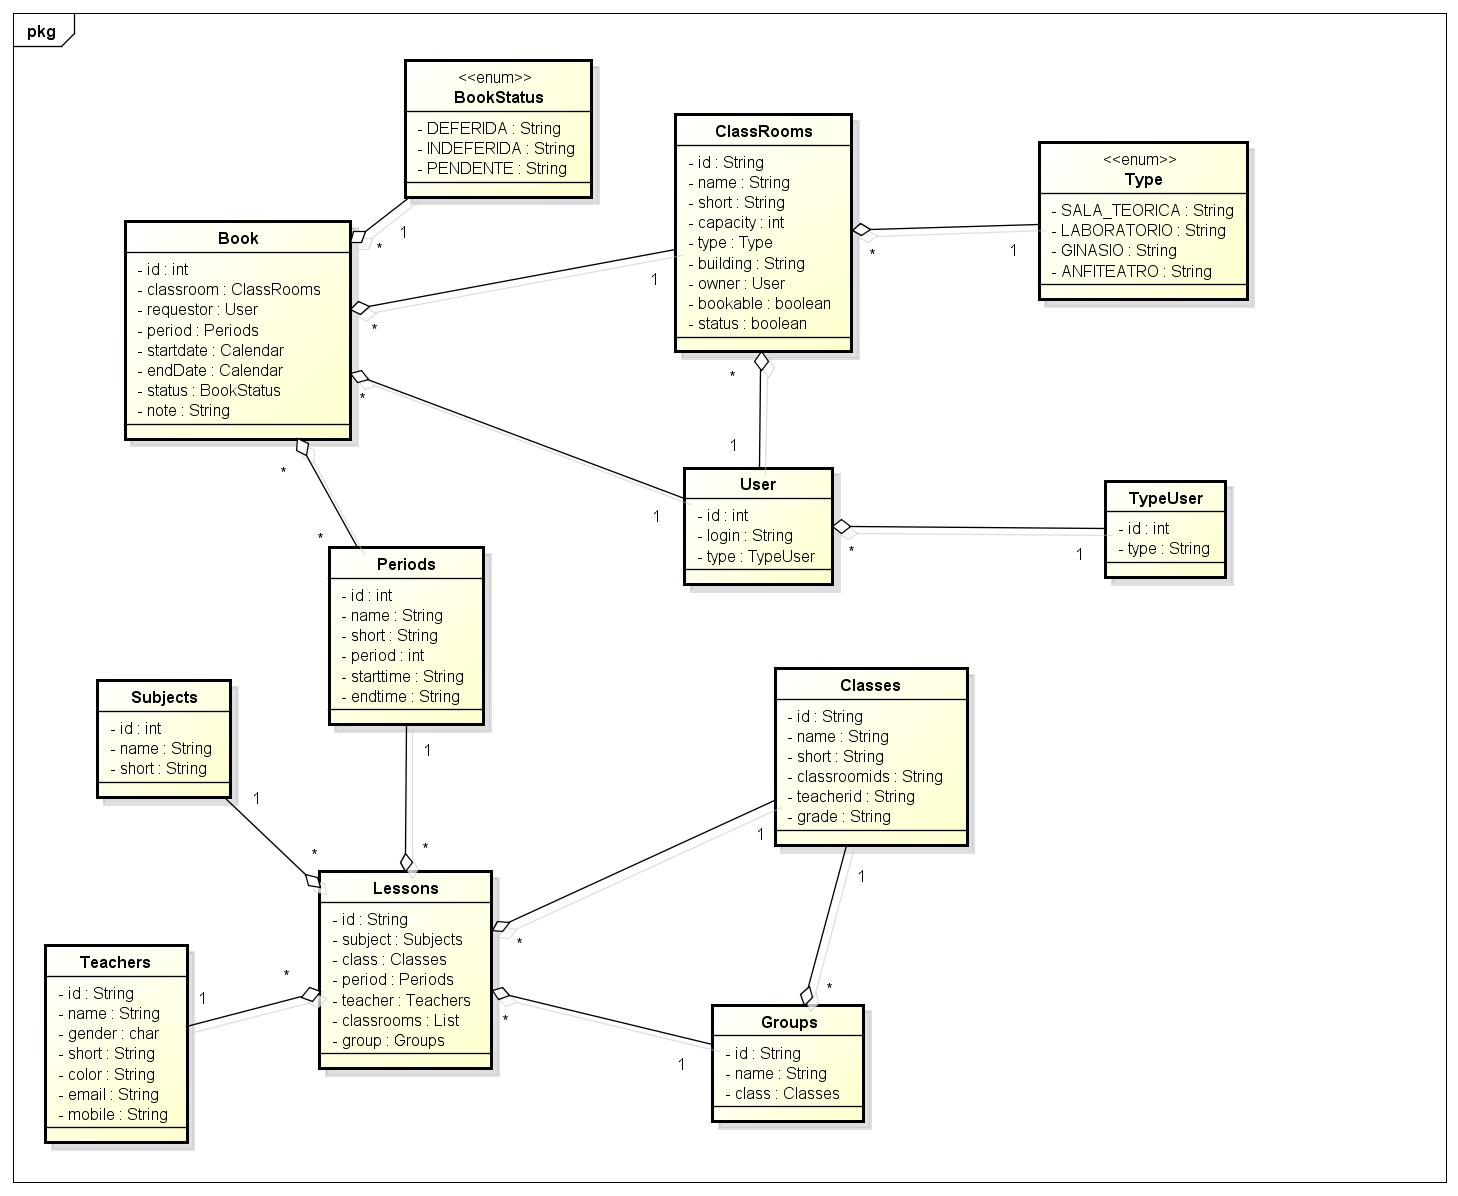 pkg
<<enum>>
BookStatus
- DEFERIDA : String
- INDEFERIDA : String
- PENDENTE : String
1
*
ClassRooms
- id : String
- name : String
- short : String
- capacity : int
- type : Type
- building : String
- owner : User
- bookable : boolean
- status : boolean
*
1
<<enum>>
Type
- SALA_TEORICA : String
- LABORATORIO : String
- GINASIO : String
- ANFITEATRO : String
Book
- id : int
- classroom : ClassRooms
- requestor : User
- period : Periods
- startdate : Calendar
- endDate : Calendar
- status : BookStatus
- note : String
1
*
*
1
*
1
*
*
User
- id : int
- login : String
- type : TypeUser
*
1
TypeUser
- id : int
- type : String
Periods
- id : int
- name : String
- short : String
- period : int
- starttime : String
- endtime : String
1
*
Subjects
- id : int
- name : String
- short : String
1
*
Classes
- id : String
- name : String
- short : String
- classroomids : String
- teacherid : String
- grade : String
1
*
1
*
Lessons
- id : String
- subject : Subjects
- class : Classes
- period : Periods
- teacher : Teachers
- classrooms : List
- group : Groups
*
1
Teachers
- id : String
- name : String
- gender : char
- short : String
- color : String
- email : String
- mobile : String
*
1
Groups
- id : String
- name : String
- class : Classes